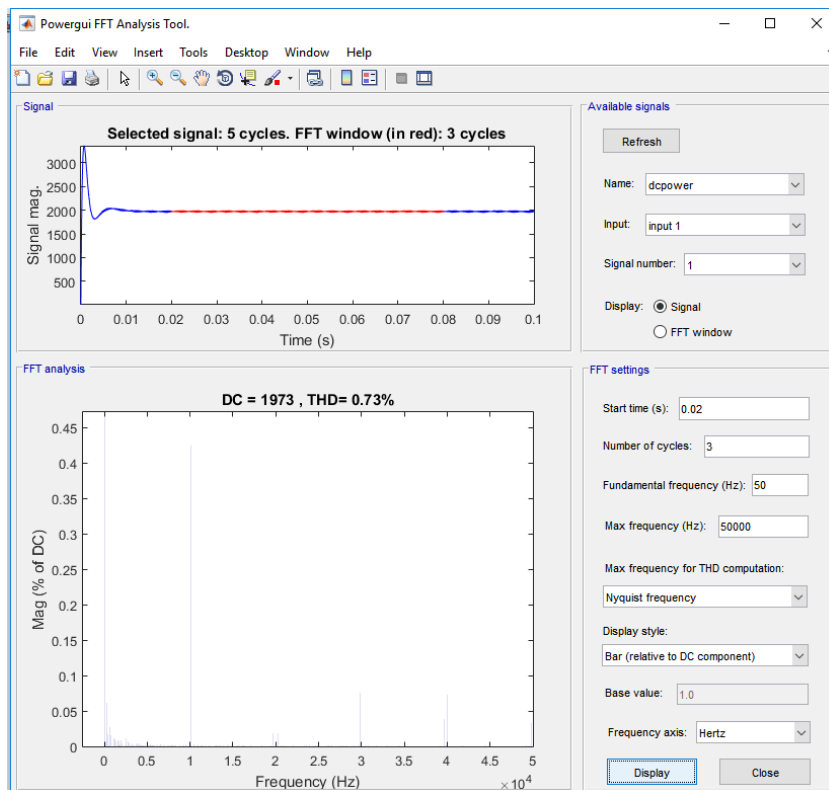 Powergui FFT Analysis Tool.
File Edit View Insert Tools Desktop Window Help
Signal
Selected signal: 5 cycles. FFT window (in red): 3 cycles
3000
2500
2000
1500
1000
500
Signal mag.
0 0.01 0.02 0.03 0.04 0.05 0.06 0.07 0.08 0.09 0.1
Time (s)
Available signals
Refresh
Name: dcpower
Input: input 1
Signal number: 1
Display: Signal
FFT window
FFT analysis
DC = 1973 , THD= 0.73%
0.45
0.4
0.35
0.3
0.25
0.2
0.15
0.1
0.05
0
Mag (% of DC)
0 0.5 1 1.5 2 2.5 3 3.5 4 4.5 5
Frequency (Hz)
× 10⁴
FFT settings
Start time (s): 0.02
Number of cycles: 3
Fundamental frequency (Hz): 50
Max frequency (Hz): 50000
Max frequency for THD computation:
Nyquist frequency
Display style:
Bar (relative to DC component)
Base value: 1.0
Frequency axis: Hertz
Display Close